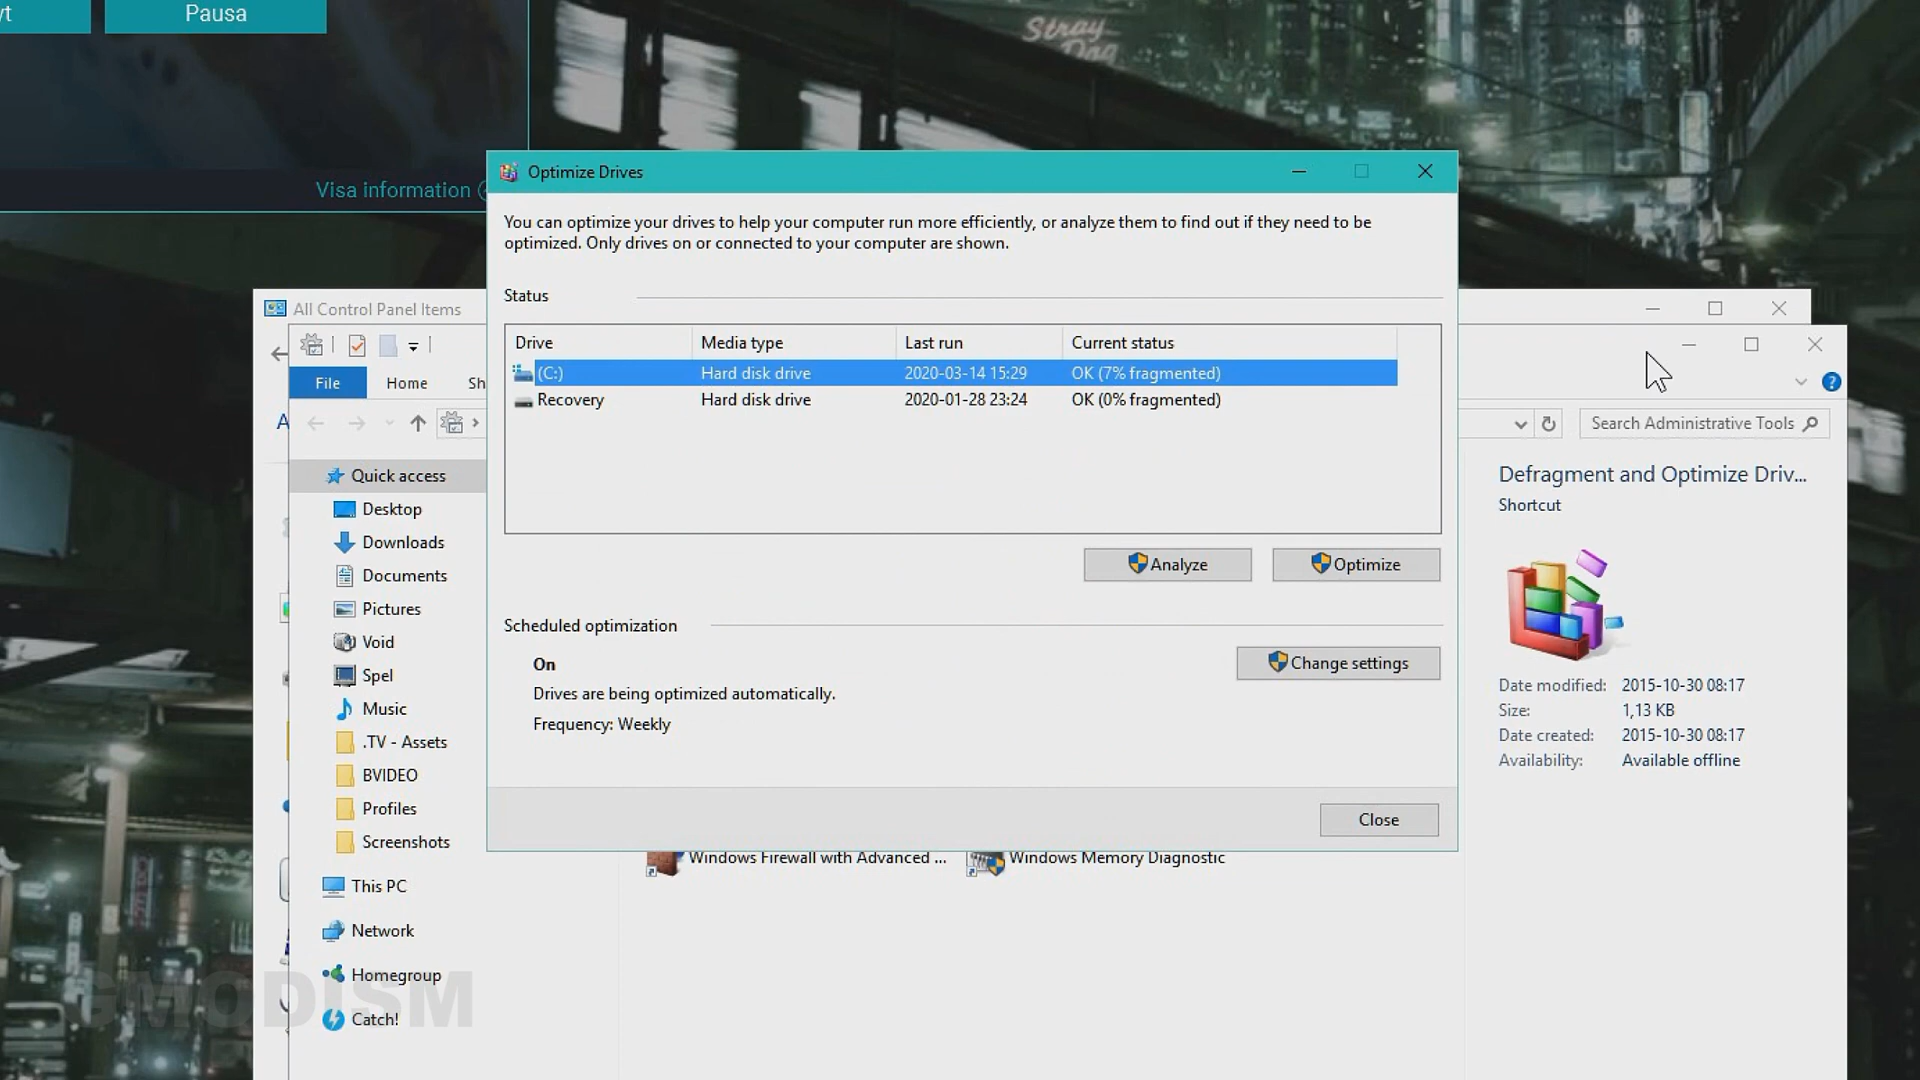 Pausa
Stray
Dog
Visa information
Optimize Drives
You can optimize your drives to help your computer run more efficiently, or analyze them to find out if they need to be
optimized. Only drives on or connected to your computer are shown.
Status
Drive Media type Last run Current status
(C:) Hard disk drive 2020-03-14 15:29 OK (7% fragmented)
Recovery Hard disk drive 2020-01-28 23:24 OK (0% fragmented)
Analyze Optimize
Scheduled optimization
On
Change settings
Drives are being optimized automatically.
Frequency: Weekly
Close
All Control Panel Items
File Home Sh
Search Administrative Tools
Quick access
Desktop
Downloads
Documents
Pictures
Void
Spel
Music
.TV - Assets
BVIDEO
Profiles
Screenshots
This PC
Network
Homegroup
Catch!
Windows Firewall with Advanced ...
Windows Memory Diagnostic
Defragment and Optimize Driv...
Shortcut
Date modified: 2015-10-30 08:17
Size: 1,13 KB
Date created: 2015-10-30 08:17
Availability: Available offline
GMODISM